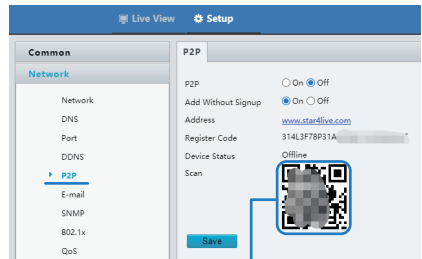 Live View
Setup
Common
Network
Network
DNS
Port
DDNS
P2P
E-mail
SNMP
802.1x
QoS
P2P
P2P On Off
Add Without Signup On Off
Address www.star4live.com
Register Code 314L3F78P31A
Device Status Offline
Scan
Save